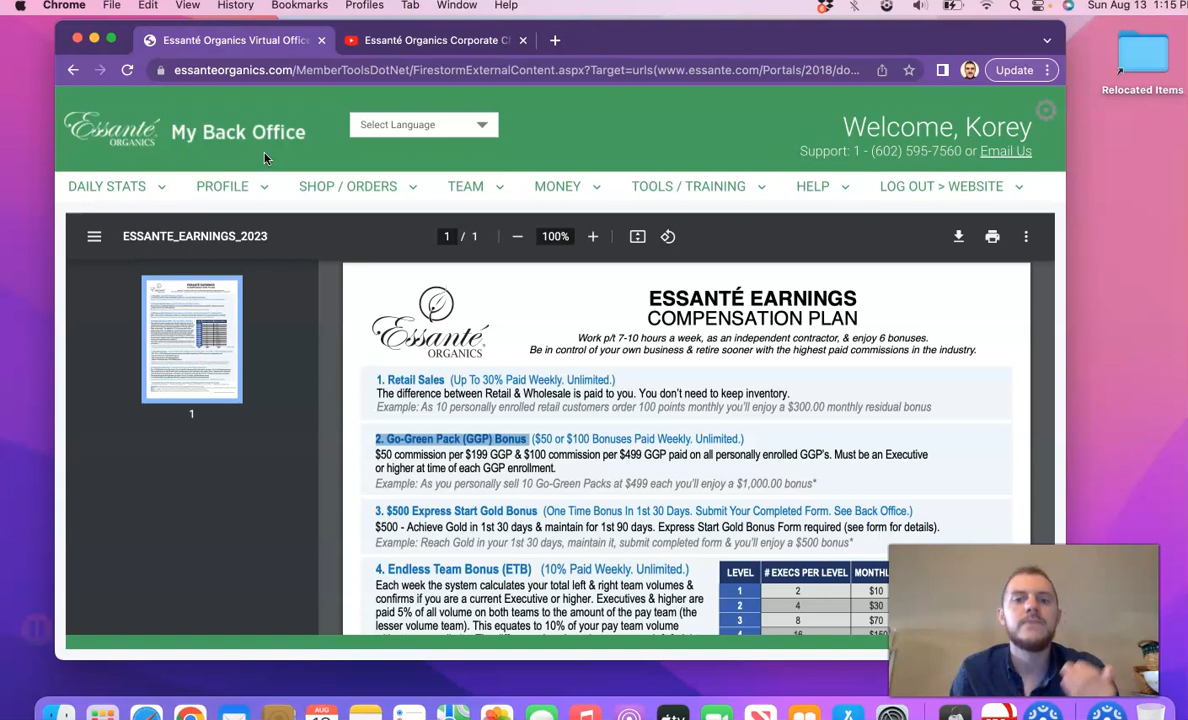 Chrome File Edit View History Bookmarks Profiles Tab Window Help Sun Aug 13 1:15 P
Essanté Organics Virtual Office
Essanté Organics Corporate C
essanteorganics.com/MemberToolsDotNet/FirestormExternalContent.aspx?Target=urls(www.essante.com/Portals/2018/do...
Update
Relocated Items
Essanté
ORGANICS
My Back Office
Select Language
Welcome, Korey
Support: 1 - (602) 595-7560 or Email Us
DAILY STATS PROFILE SHOP / ORDERS TEAM MONEY TOOLS / TRAINING HELP LOG OUT > WEBSITE
ESSANTE_EARNINGS_2023
1 / 1
100%
1
Essanté
ORGANICS
ESSANTÉ EARNINGS
COMPENSATION PLAN
Work p/t 7-10 hours a week, as an independent contractor, & enjoy 6 bonuses.
Be in control of your own business & retire sooner with the highest paid commissions in the industry.
1. Retail Sales (Up To 30% Paid Weekly. Unlimited.)
The difference between Retail & Wholesale is paid to you. You don't need to keep inventory.
Example: As 10 personally enrolled retail customers order 100 points monthly you'll enjoy a $300.00 monthly residual bonus
2. Go-Green Pack (GGP) Bonus ($50 or $100 Bonuses Paid Weekly. Unlimited.)
$50 commission per $199 GGP & $100 commission per $499 GGP paid on all personally enrolled GGP's. Must be an Executive
or higher at time of each GGP enrollment.
Example: As you personally sell 10 Go-Green Packs at $499 each you'll enjoy a $1,000.00 bonus*
3. $500 Express Start Gold Bonus (One Time Bonus In 1st 30 Days. Submit Your Completed Form. See Back Office.)
$500 - Achieve Gold in 1st 30 days & maintain for 1st 90 days. Express Start Gold Bonus Form required (see form for details).
Example: Reach Gold in your 1st 30 days, maintain it, submit completed form & you'll enjoy a $500 bonus*
4. Endless Team Bonus (ETB) (10% Paid Weekly. Unlimited.)
Each week the system calculates your total left & right team volumes &
confirms if you are a current Executive or higher. Executives & higher are
paid 5% of all volume on both teams to the amount of the pay team (the
lesser volume team). This equates to 10% of your pay team volume
LEVEL # EXECS PER LEVEL MONTHL
1 2 $10
2 4 $30
3 8 $70
4 16 $150
AUG